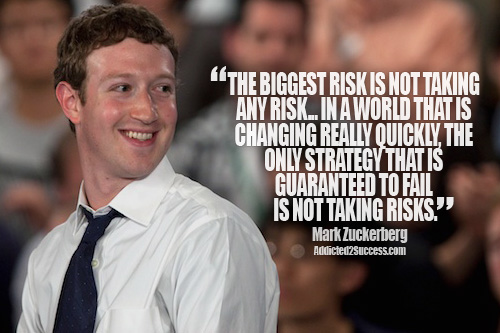 “THE BIGGEST RISK IS NOT TAKING
ANY RISK... IN A WORLD THAT IS
CHANGING REALLY QUICKLY, THE
ONLY STRATEGY THAT IS
GUARANTEED TO FAIL
IS NOT TAKING RISKS.”
Mark Zuckerberg
Addicted2Success.com